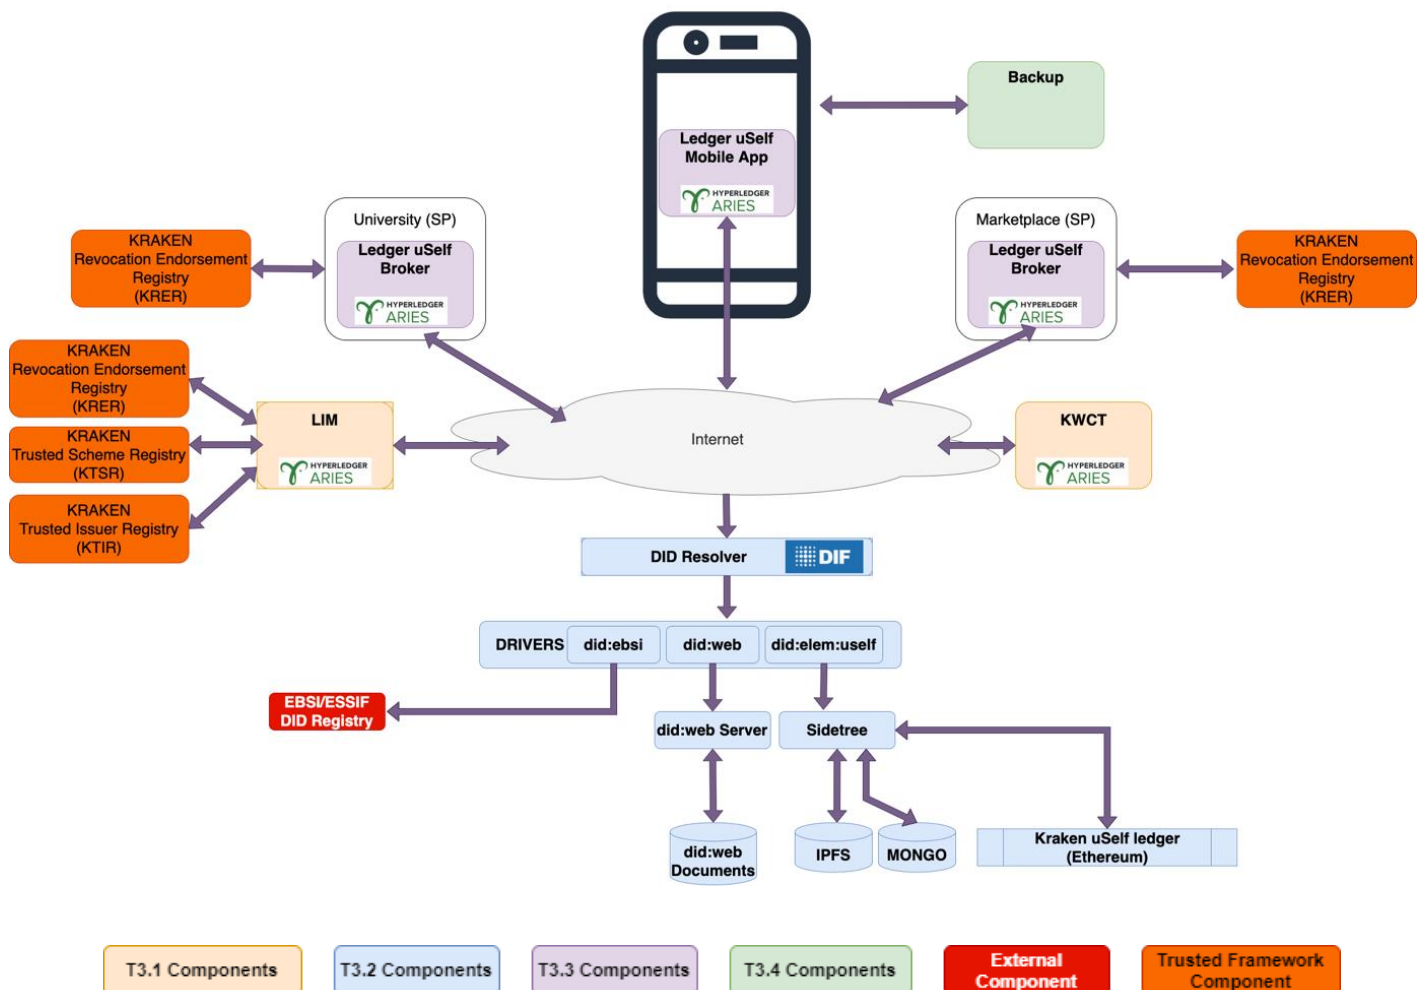 Backup
Ledger uSelf
Mobile App
HYPERLEDGER
ARIES
University (SP)
Ledger uSelf
Broker
HYPERLEDGER
ARIES
Marketplace (SP)
Ledger uSelf
Broker
HYPERLEDGER
ARIES
KRAKEN
Revocation Endorsement
Registry
(KRER)
KRAKEN
Revocation Endorsement
Registry
(KRER)
KRAKEN
Revocation Endorsement
Registry
(KRER)
KRAKEN
Trusted Scheme Registry
(KTSR)
KRAKEN
Trusted Issuer Registry
(KTIR)
LIM
HYPERLEDGER
ARIES
Internet
KWCT
HYPERLEDGER
ARIES
DID Resolver
DIF
DRIVERS
did:ebsi
did:web
did:elem:uself
EBSI/ESSIF
DID Registry
did:web Server
Sidetree
did:web
Documents
IPFS
MONGO
Kraken uSelf ledger
(Ethereum)
T3.1 Components
T3.2 Components
T3.3 Components
T3.4 Components
External
Component
Trusted Framework
Component